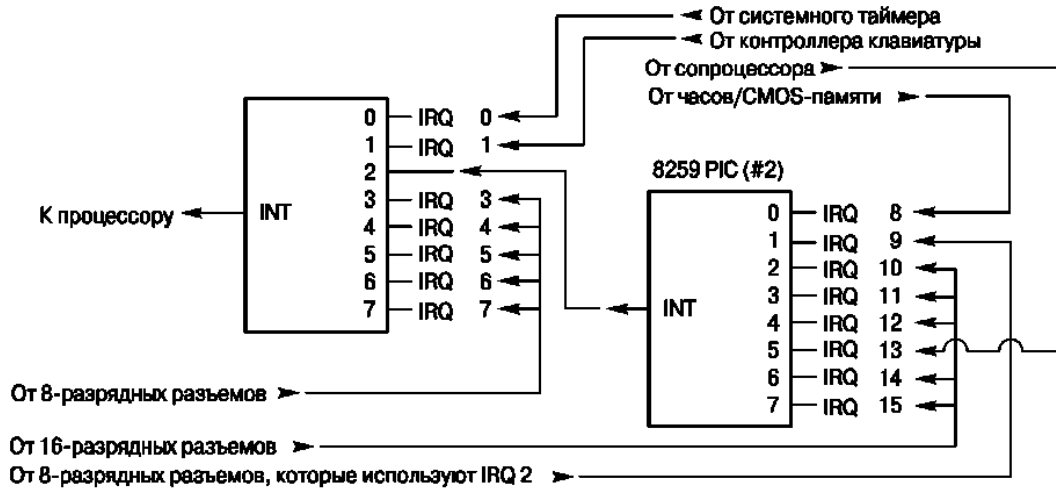 От системного таймера
От контроллера клавиатуры
От сопроцессора
От часов/CMOS-памяти
0 IRQ 0
1 IRQ 1
2
3 IRQ 3
4 IRQ 4
5 IRQ 5
6 IRQ 6
7 IRQ 7
К процессору
INT
8259 PIC (#2)
0 IRQ 8
1 IRQ 9
2 IRQ 10
3 IRQ 11
4 IRQ 12
5 IRQ 13
6 IRQ 14
7 IRQ 15
INT
От 8-разрядных разъемов
От 16-разрядных разъемов
От 8-разрядных разъемов, которые используют IRQ 2